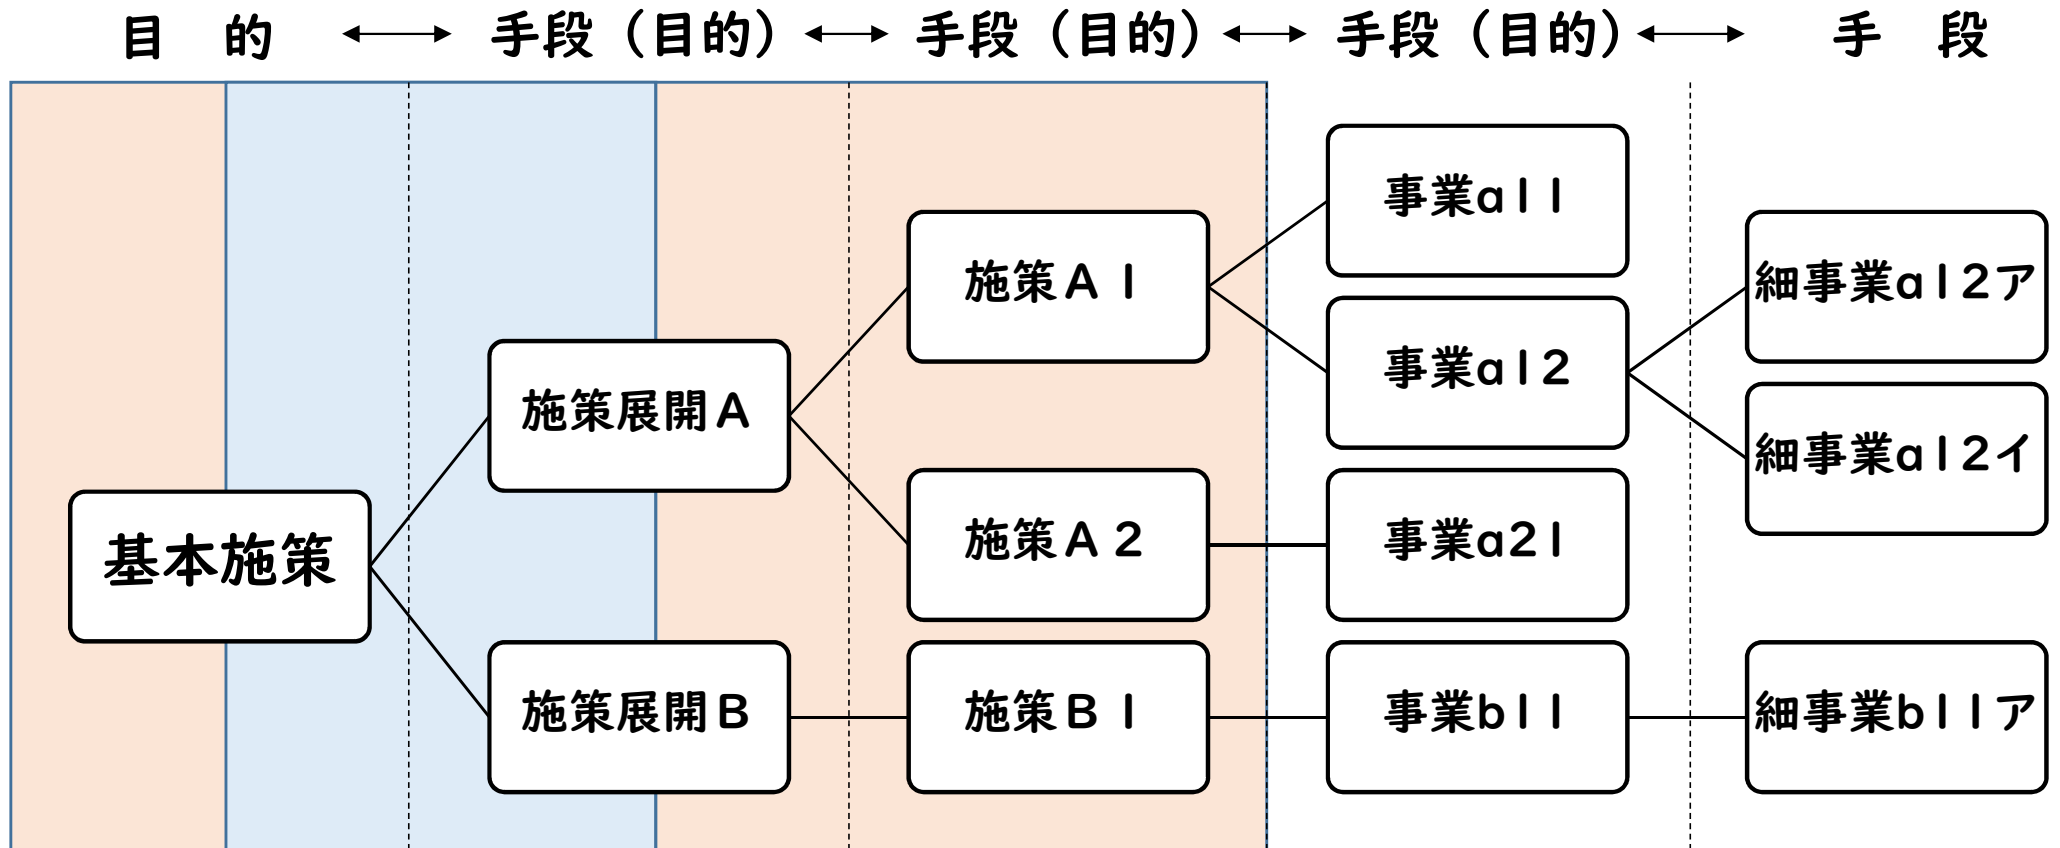 目　的
手段（目的）
手段（目的）
手段（目的）
手　段
基本施策
施策展開Ａ
施策展開Ｂ
施策Ａ１
施策Ａ２
施策Ｂ１
事業a11
事業a12
事業a21
事業b11
細事業a12ア
細事業a12イ
細事業b11ア